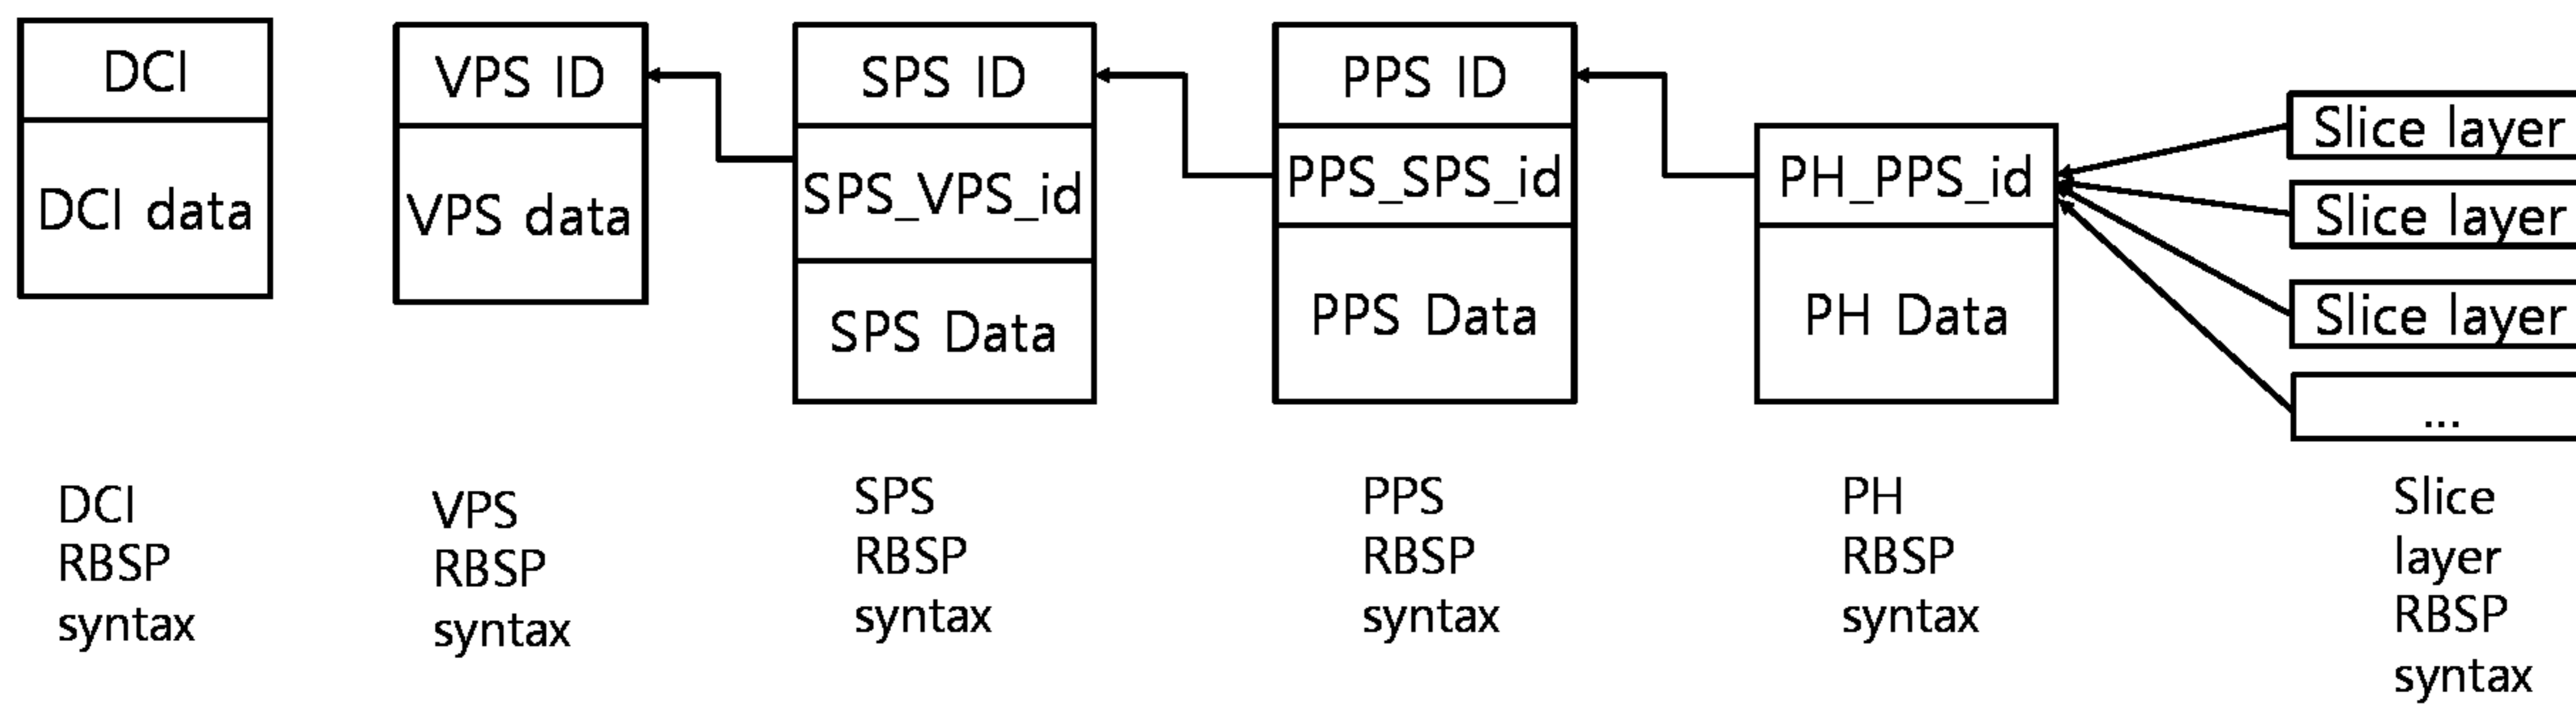 DCI
DCI data
VPS ID
VPS data
SPS ID
SPS_VPS_id
SPS Data
PPS ID
PPS_SPS_id
PPS Data
PH_PPS_id
PH Data
Slice layer
Slice layer
Slice layer
...
DCI
RBSP
syntax
VPS
RBSP
syntax
SPS
RBSP
syntax
PPS
RBSP
syntax
PH
RBSP
syntax
Slice
layer
RBSP
syntax